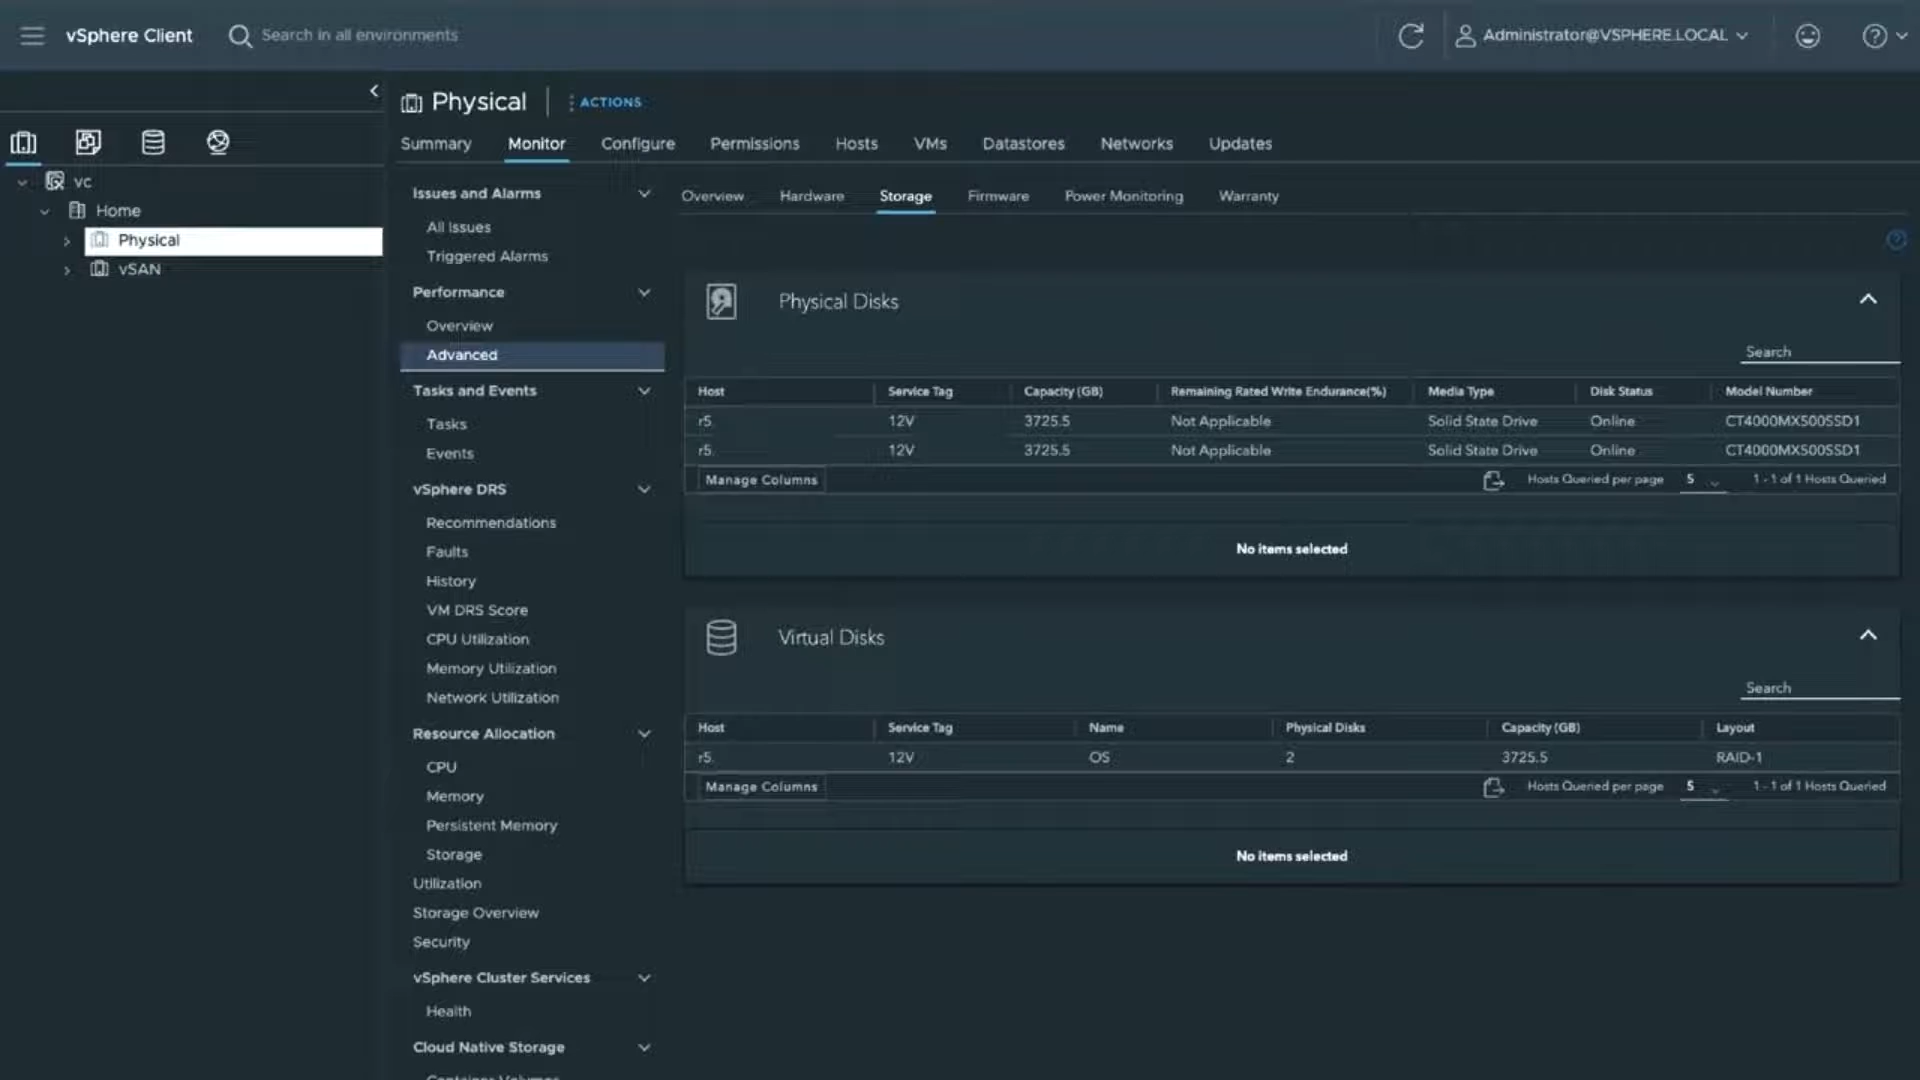 vSphere Client
Search in all environments
Administrator@VSPHERE.LOCAL
Physical
ACTIONS
Summary Monitor Configure Permissions Hosts VMs Datastores Networks Updates
vc
Home
Physical
vSAN
Issues and Alarms
All Issues
Triggered Alarms
Performance
Overview
Advanced
Tasks and Events
Tasks
Events
vSphere DRS
Recommendations
Faults
History
VM DRS Score
CPU Utilization
Memory Utilization
Network Utilization
Resource Allocation
CPU
Memory
Persistent Memory
Storage
Utilization
Storage Overview
Security
vSphere Cluster Services
Health
Cloud Native Storage
Overview Hardware Storage Firmware Power Monitoring Warranty
Physical Disks
Search
Host Service Tag Capacity (GB) Remaining Rated Write Endurance(%) Media Type Disk Status Model Number
r5. 12V 3725.5 Not Applicable Solid State Drive Online CT4000MX500SSD1
r5. 12V 3725.5 Not Applicable Solid State Drive Online CT4000MX500SSD1
Manage Columns Hosts Queried per page 5 1 - 1 of 1 Hosts Queried
No items selected
Virtual Disks
Search
Host Service Tag Name Physical Disks Capacity (GB) Layout
r5. 12V OS 2 3725.5 RAID-1
Manage Columns Hosts Queried per page 5 1 - 1 of 1 Hosts Queried
No items selected